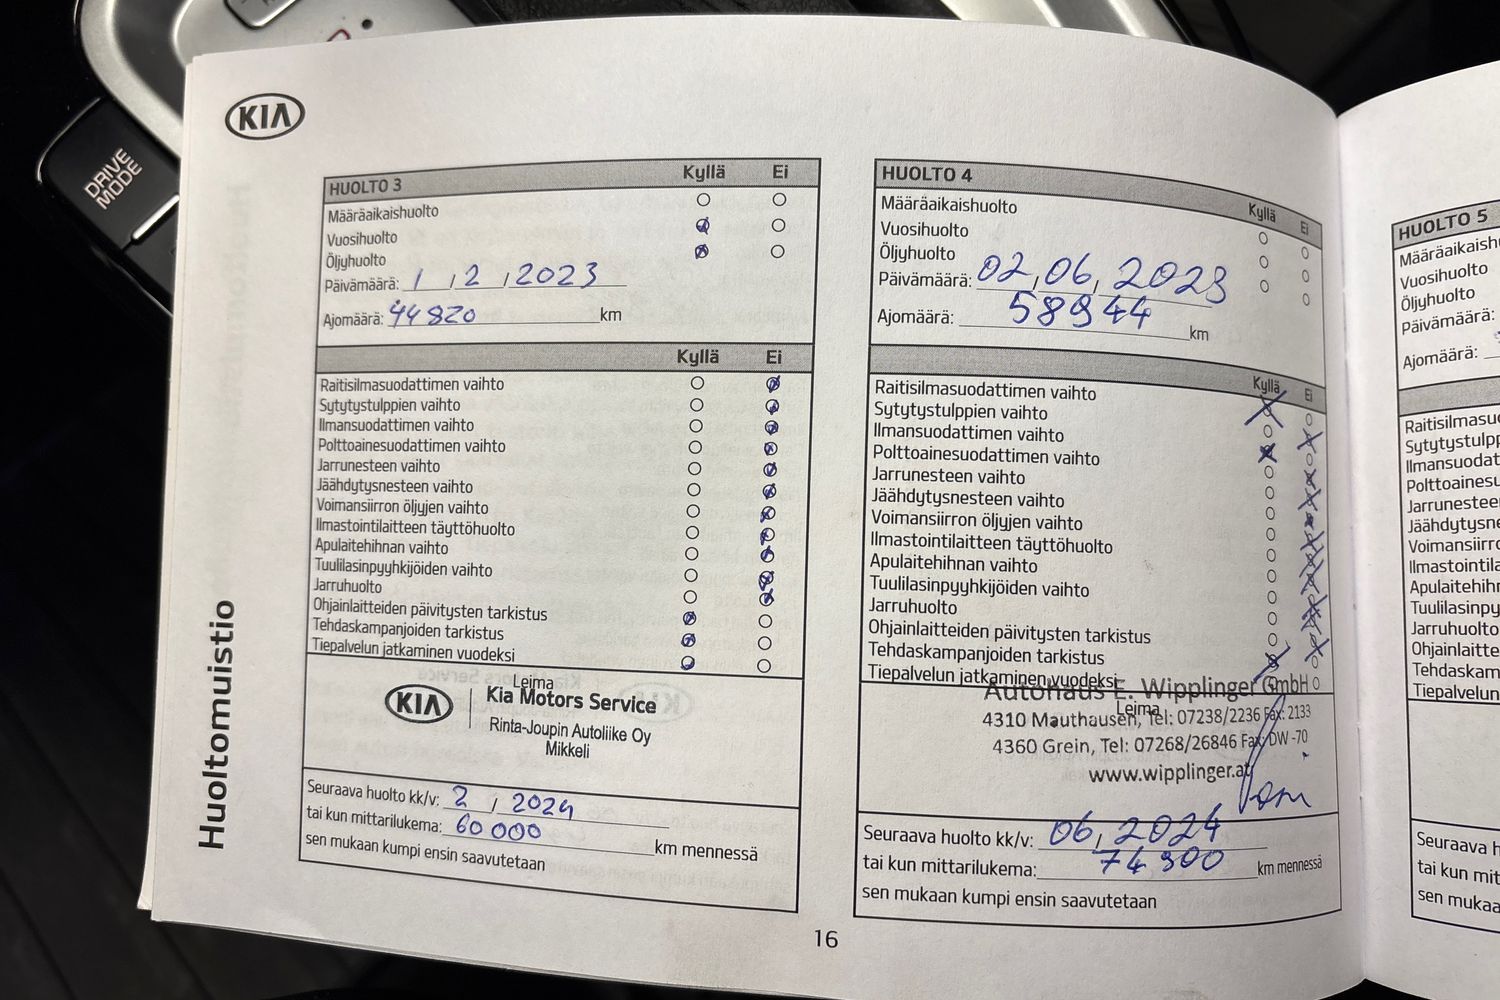 DRIVE
MODE
KIA
Huoltomuistio
HUOLTO 3 Kyllä Ei
Määräaikaishuolto
Vuosihuolto
Öljyhuolto
Päivämäärä: 1 , 2 , 2023
Ajomäärä: 44820 km
Kyllä Ei
Raitisilmasuodattimen vaihto
Sytytystulppien vaihto
Ilmansuodattimen vaihto
Polttoainesuodattimen vaihto
Jarrunesteen vaihto
Jäähdytysnesteen vaihto
Voimansiirron öljyjen vaihto
Ilmastointilaitteen täyttöhuolto
Apulaitehihnan vaihto
Tuulilasinpyyhkijöiden vaihto
Jarruhuolto
Ohjainlaitteiden päivitysten tarkistus
Tehdaskampanjoiden tarkistus
Tiepalvelun jatkaminen vuodeksi
Leima
KIA Kia Motors Service
Rinta-Joupin Autoliike Oy
Mikkeli
Seuraava huolto kk/v: 2 / 2024
tai kun mittarilukema: 60 000 km mennessä
sen mukaan kumpi ensin saavutetaan
HUOLTO 4 Kyllä Ei
Määräaikaishuolto
Vuosihuolto
Öljyhuolto
Päivämäärä: 02, 06, 2023
Ajomäärä: 58944 km
Kyllä Ei
Raitisilmasuodattimen vaihto
Sytytystulppien vaihto
Ilmansuodattimen vaihto
Polttoainesuodattimen vaihto
Jarrunesteen vaihto
Jäähdytysnesteen vaihto
Voimansiirron öljyjen vaihto
Ilmastointilaitteen täyttöhuolto
Apulaitehihnan vaihto
Tuulilasinpyyhkijöiden vaihto
Jarruhuolto
Ohjainlaitteiden päivitysten tarkistus
Tehdaskampanjoiden tarkistus
Tiepalvelun jatkaminen vuodeksi
Autohaus E. Wipplinger GmbH
Leima
4310 Mauthausen, Tel: 07238/2236 Fax: 2133
4360 Grein, Tel: 07268/26846 Fax: DW -70
www.wipplinger.at
Seuraava huolto kk/v: 06, 2024
tai kun mittarilukema: 74 900 km mennessä
sen mukaan kumpi ensin saavutetaan
16
HUOLTO 5
Vuosihuolto
Öljyhuolto
Päivämäärä:
Ajomäärä:
Jarruhuolto